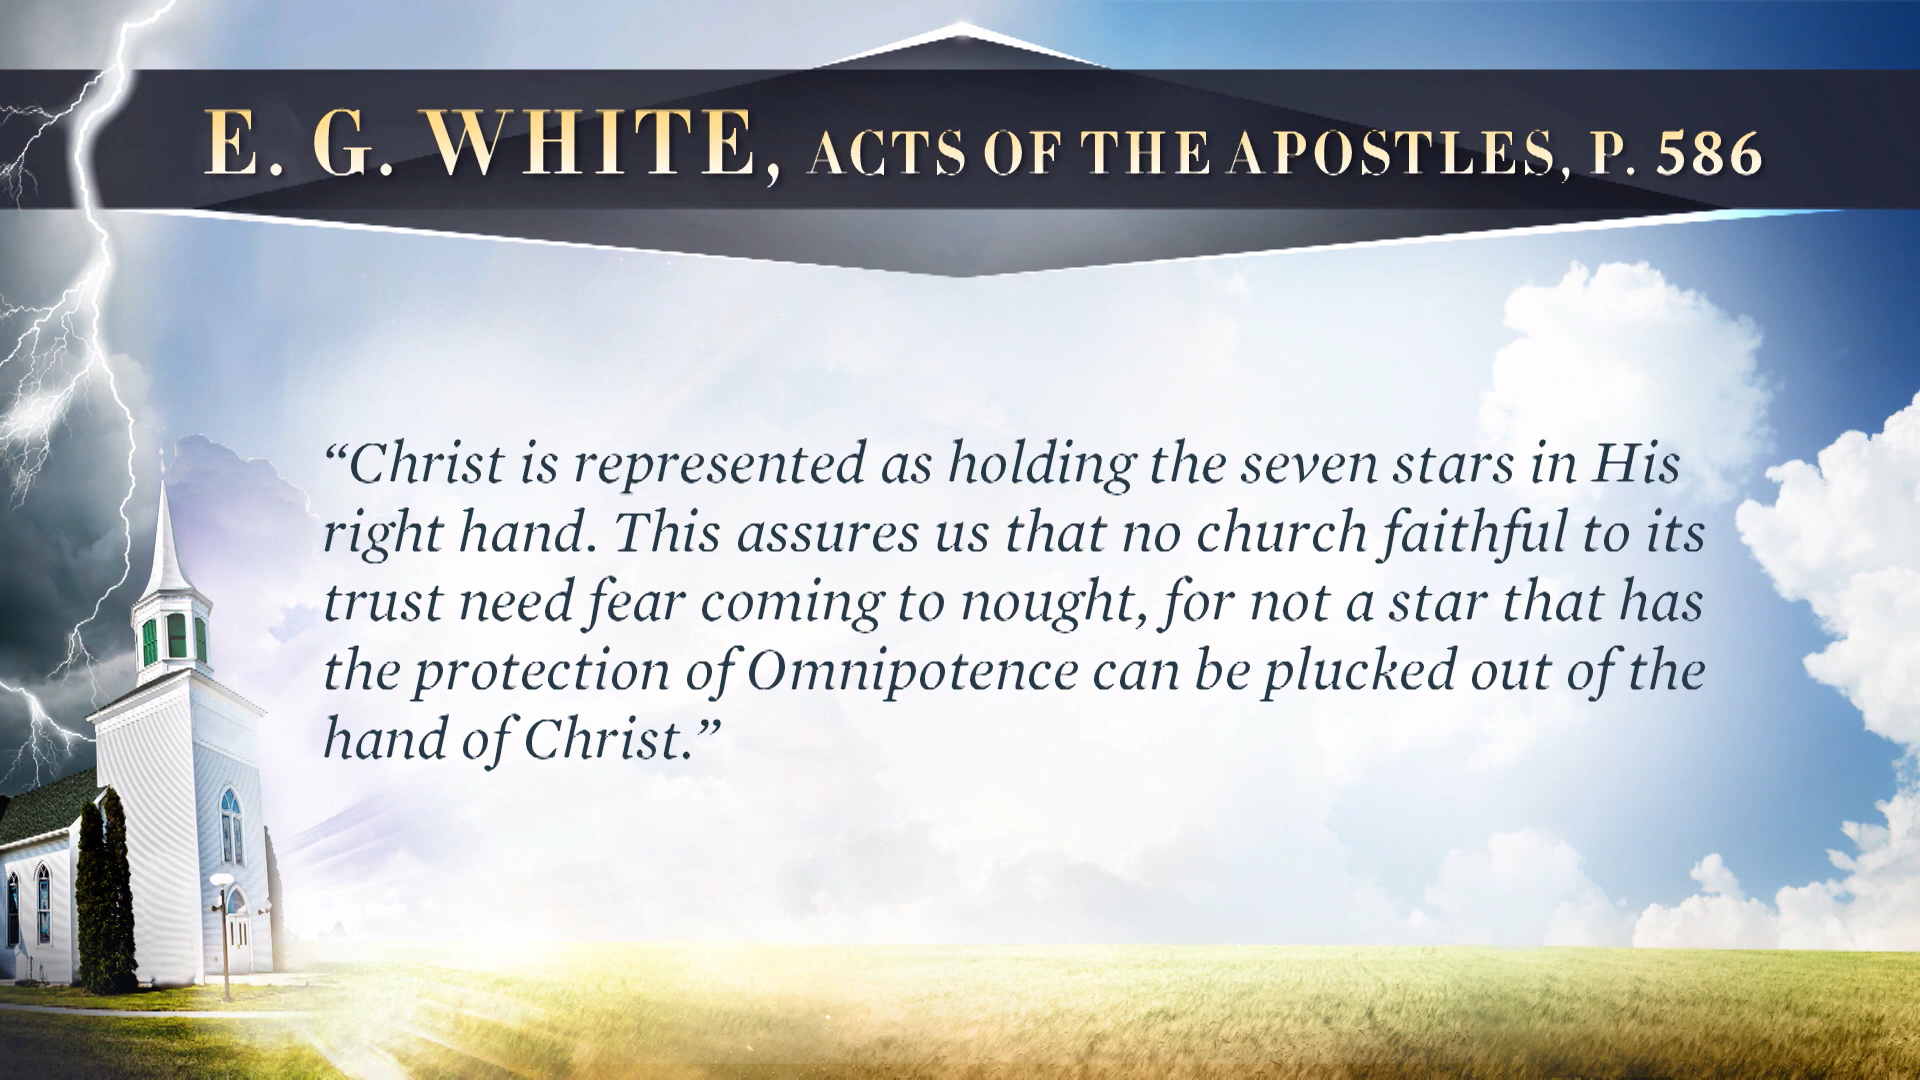 E. G. WHITE, ACTS OF THE APOSTLES, P. 586
“Christ is represented as holding the seven stars in His
right hand. This assures us that no church faithful to its
trust need fear coming to nought, for not a star that has
the protection of Omnipotence can be plucked out of the
hand of Christ.”